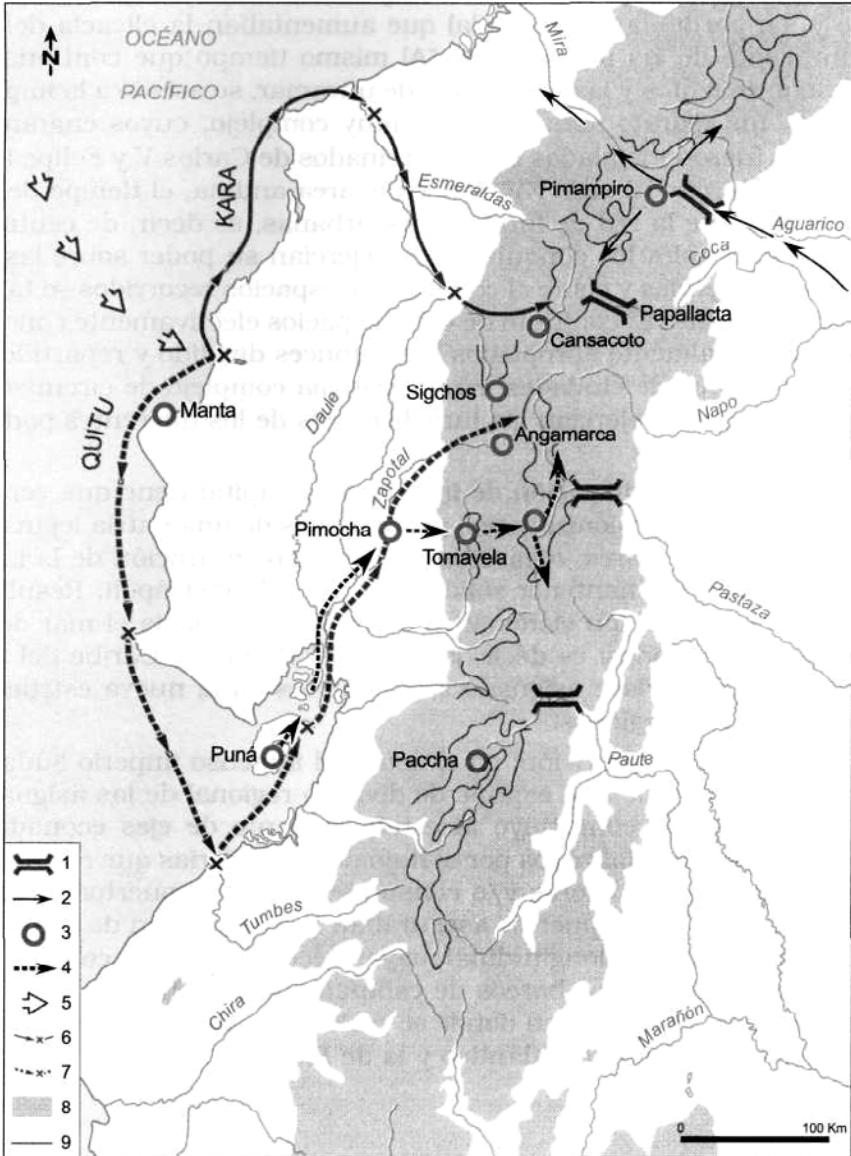 N
OCÉANO
PACÍFICO
Mira
KARA
Esmeraldas
Pimampiro
Aguarico
Coca
Papallacta
Cansacoto
Sigchos
Napo
Manta
QUITU
Daule
Zapotal
Angamarca
Pimocha
Tomavela
Pastaza
Puná
Paccha
Paute
Tumbes
Chira
Marañón
1
2
3
4
5
6
7
8
9
0 100 Km